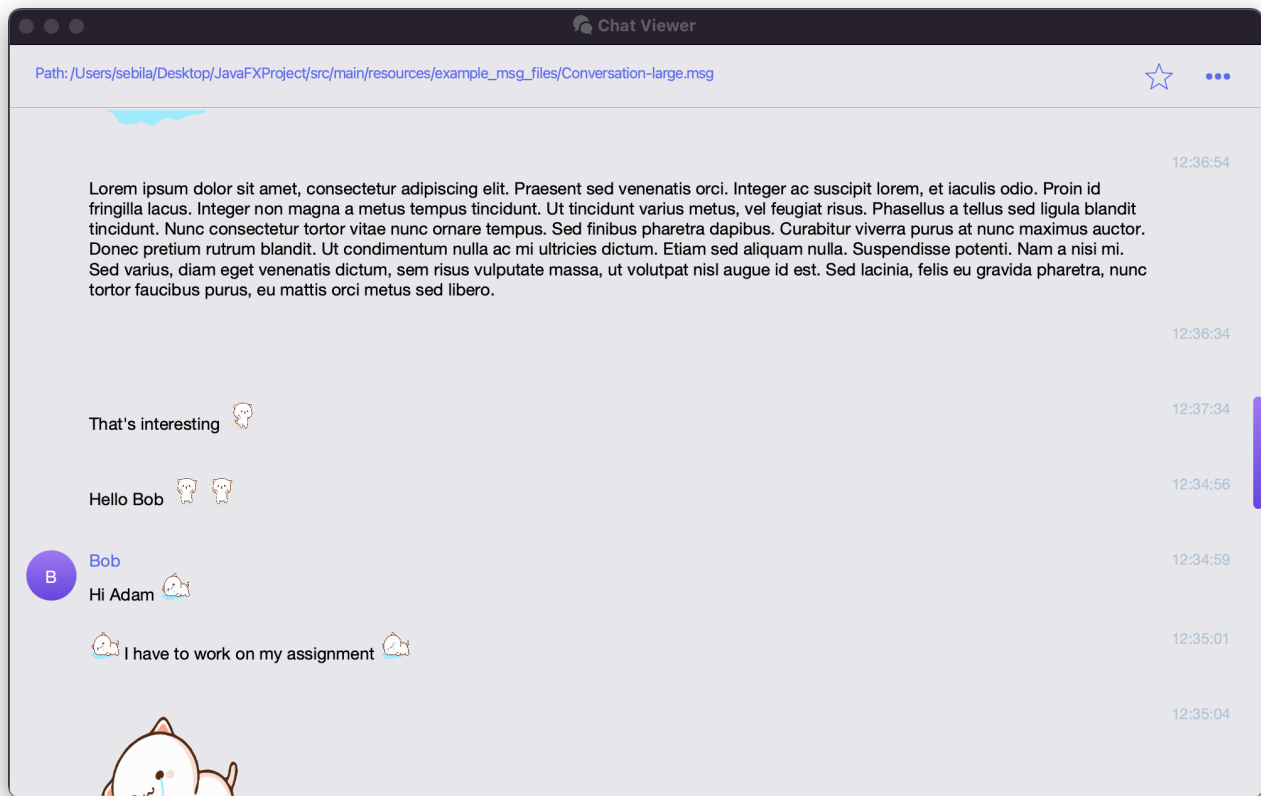 Chat Viewer
Path: /Users/sebila/Desktop/JavaFXProject/src/main/resources/example_msg_files/Conversation-large.msg
12:36:54
Lorem ipsum dolor sit amet, consectetur adipiscing elit. Praesent sed venenatis orci. Integer ac suscipit lorem, et iaculis odio. Proin id
fringilla lacus. Integer non magna a metus tempus tincidunt. Ut tincidunt varius metus, vel feugiat risus. Phasellus a tellus sed ligula blandit
tincidunt. Nunc consectetur tortor vitae nunc ornare tempus. Sed finibus pharetra dapibus. Curabitur viverra purus at nunc maximus auctor.
Donec pretium rutrum blandit. Ut condimentum nulla ac mi ultricies dictum. Etiam sed aliquam nulla. Suspendisse potenti. Nam a nisi mi.
Sed varius, diam eget venenatis dictum, sem risus vulputate massa, ut volutpat nisl augue id est. Sed lacinia, felis eu gravida pharetra, nunc
tortor faucibus purus, eu mattis orci metus sed libero.
12:36:34
12:37:34
That's interesting
12:34:56
Hello Bob
Bob
12:34:59
B
Hi Adam
12:35:01
I have to work on my assignment
12:35:04